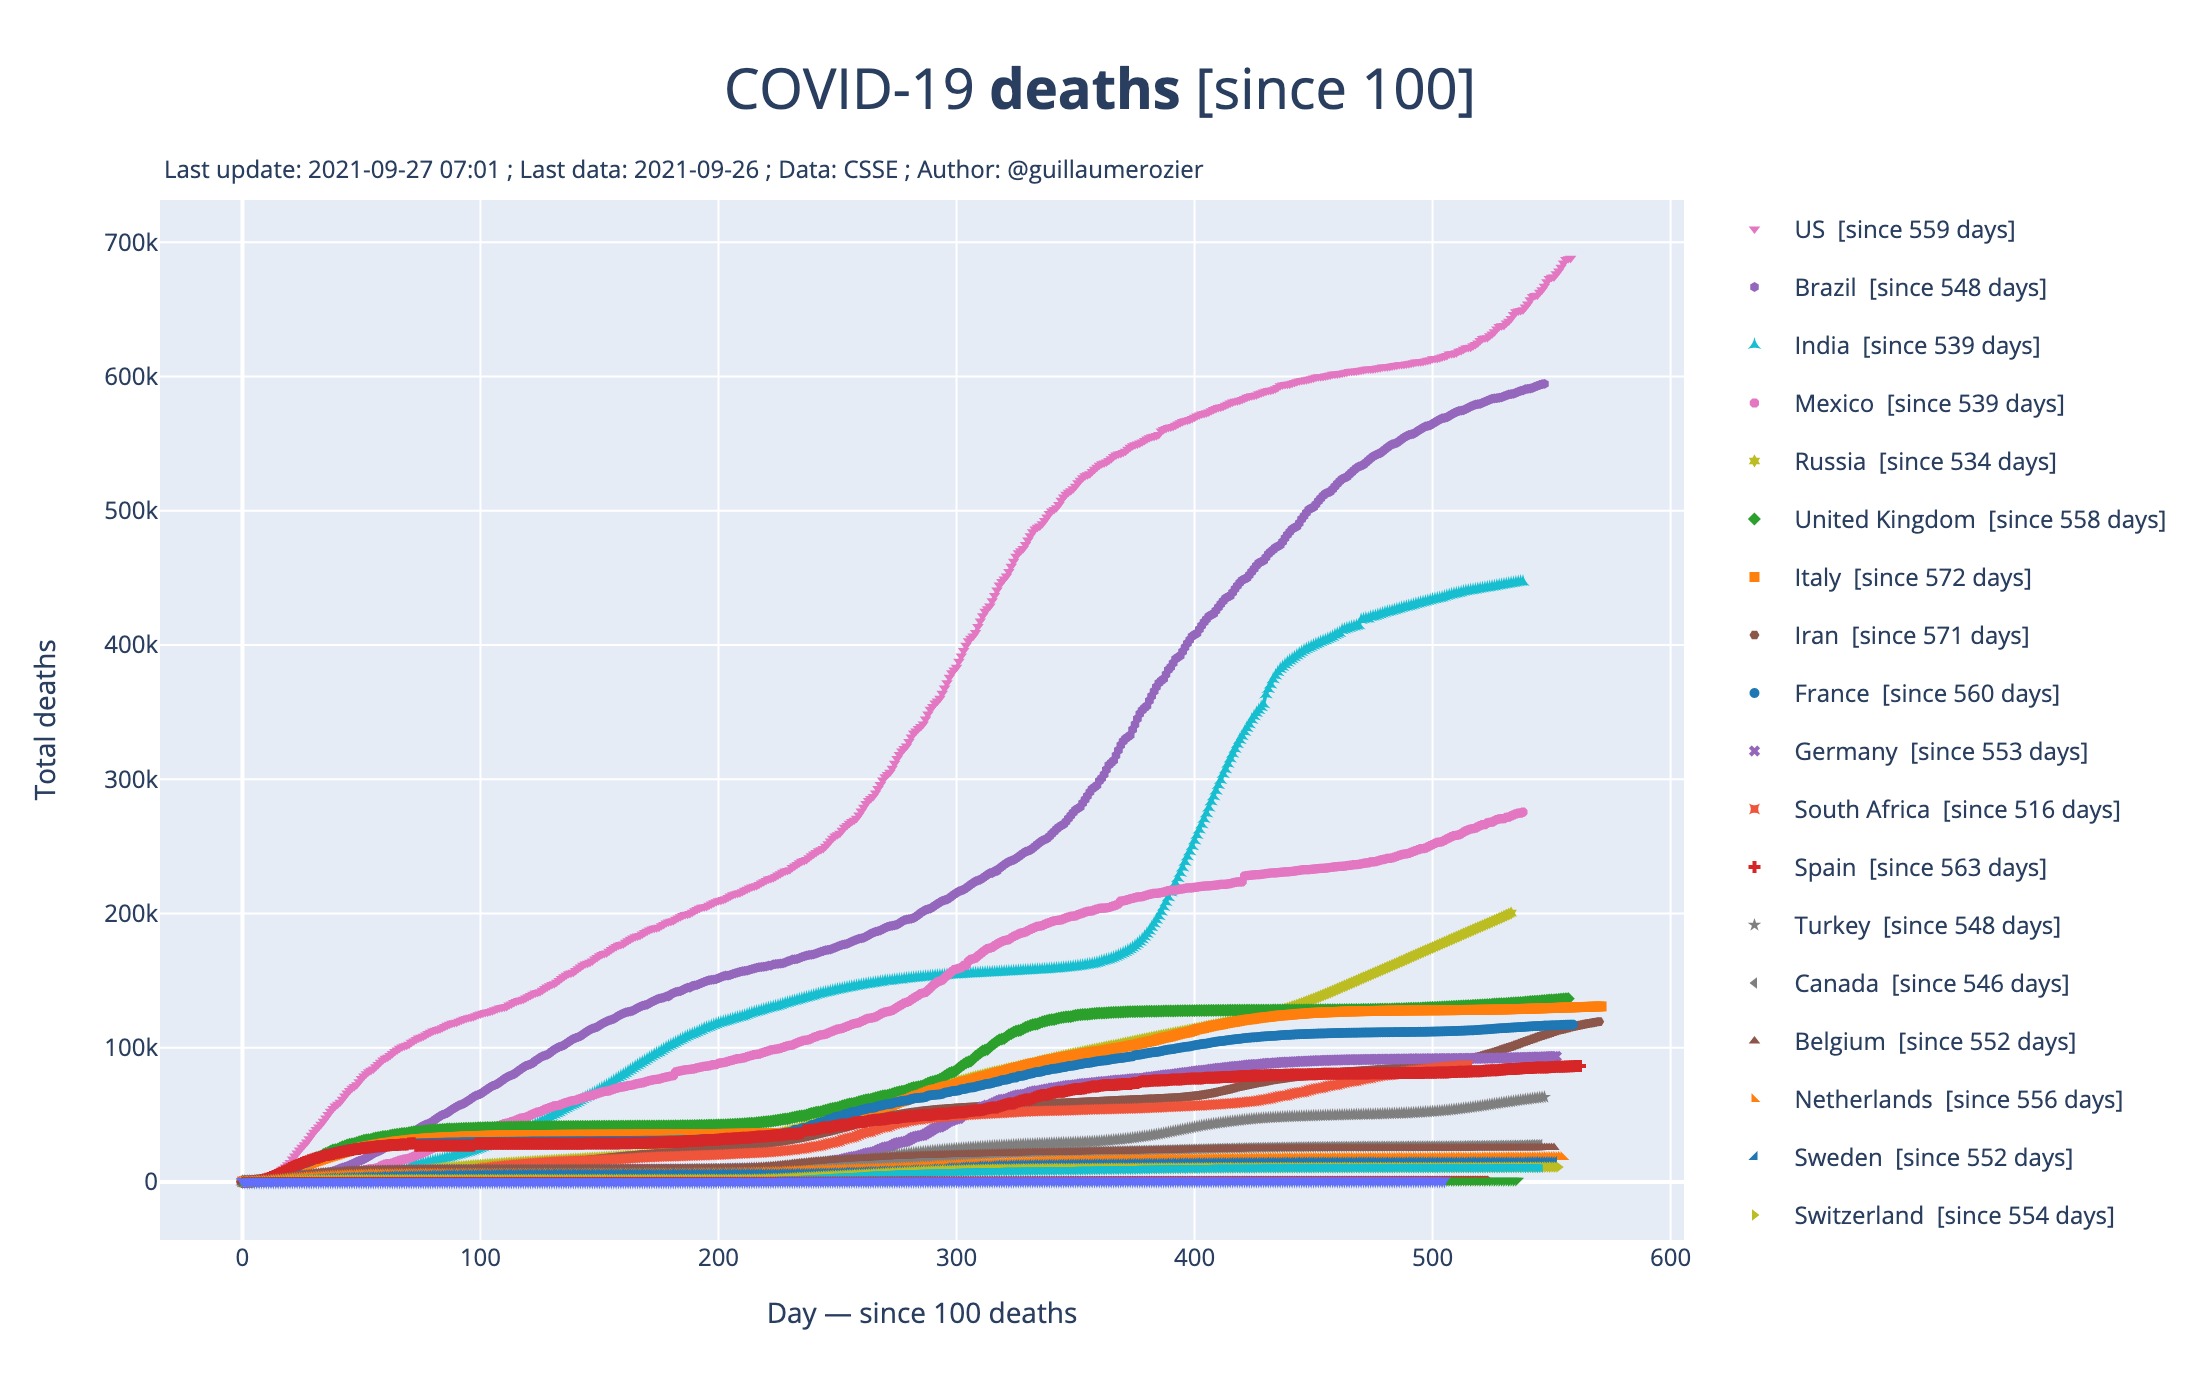 COVID-19 deaths [since 100]
Last update: 2021-09-27 07:01 ; Last data: 2021-09-26 ; Data: CSSE ; Author: @guillaumerozier
700k
600k
500k
400k
300k
200k
100k
0
Total deaths
0 100 200 300 400 500 600
Day — since 100 deaths
US [since 559 days]
Brazil [since 548 days]
India [since 539 days]
Mexico [since 539 days]
Russia [since 534 days]
United Kingdom [since 558 days]
Italy [since 572 days]
Iran [since 571 days]
France [since 560 days]
Germany [since 553 days]
South Africa [since 516 days]
Spain [since 563 days]
Turkey [since 548 days]
Canada [since 546 days]
Belgium [since 552 days]
Netherlands [since 556 days]
Sweden [since 552 days]
Switzerland [since 554 days]